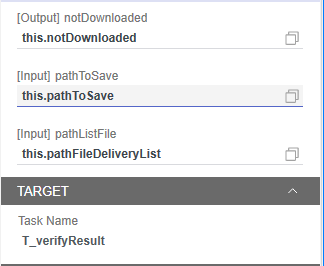 [Output] notDownloaded
this.notDownloaded
[Input] pathToSave
this.pathToSave
[Input] pathListFile
this.pathFileDeliveryList
TARGET
Task Name
T_verifyResult